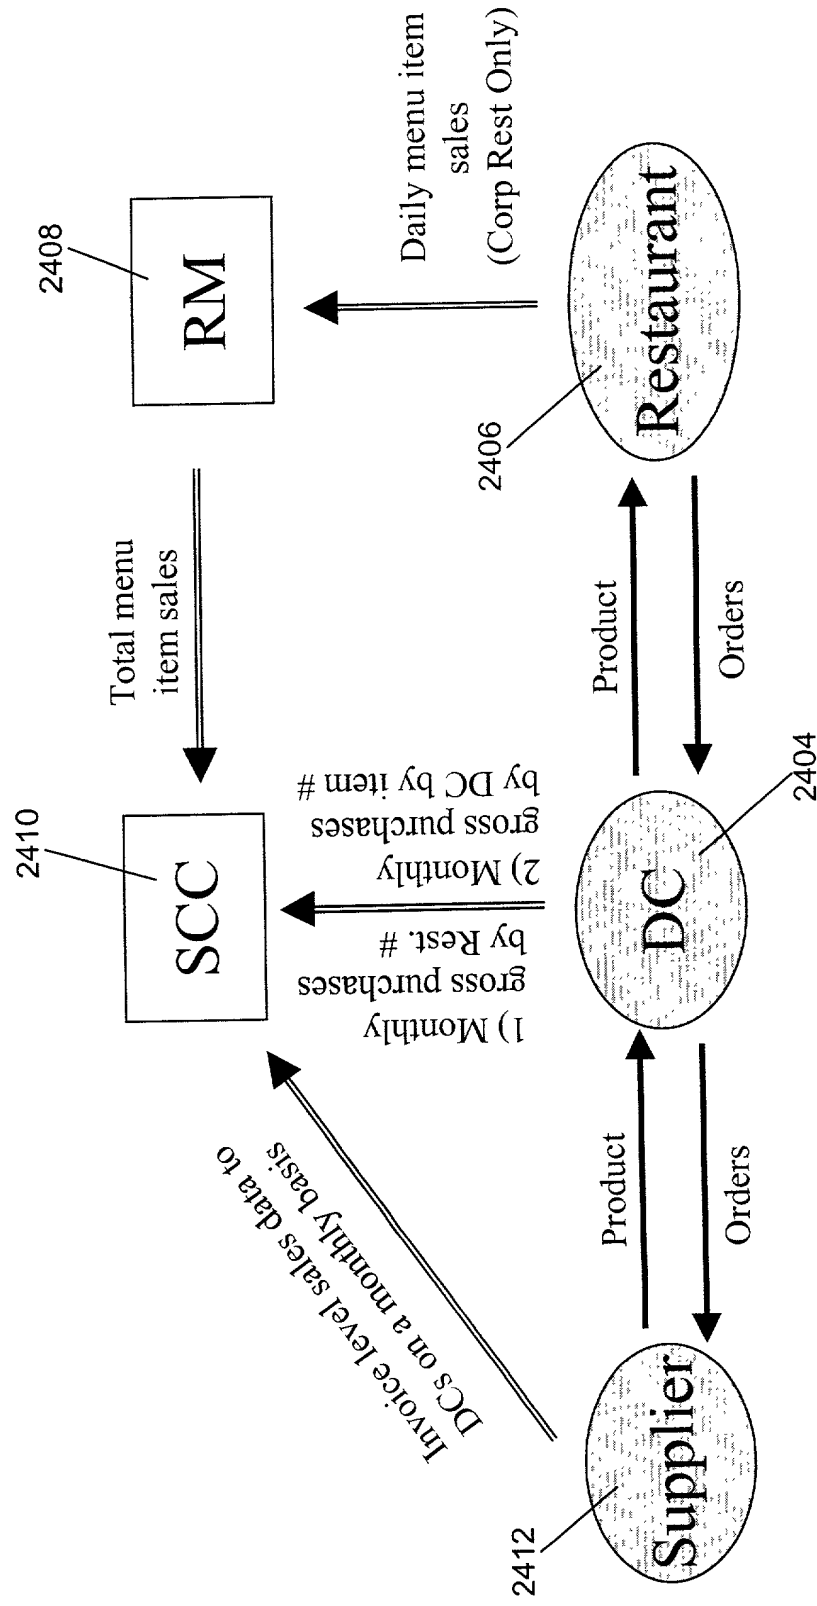 2410
SCC
Total menu
item sales
2408
RM
Invoice level sales data to
DCs on a monthly basis
1) Monthly
gross purchases
by Rest. #
2) Monthly
gross purchases
by DC by item #
Daily menu item
sales
(Corp Rest Only)
2412
Supplier
Product
Orders
DC
2404
Product
Orders
2406
Restaurant